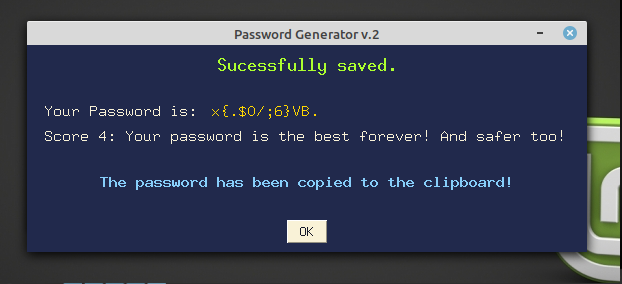 Password Generator v.2
Sucessfully saved.
Your Password is: x{.$O/;6}VB.
Score 4: Your password is the best forever! And safer too!
The password has been copied to the clipboard!
OK